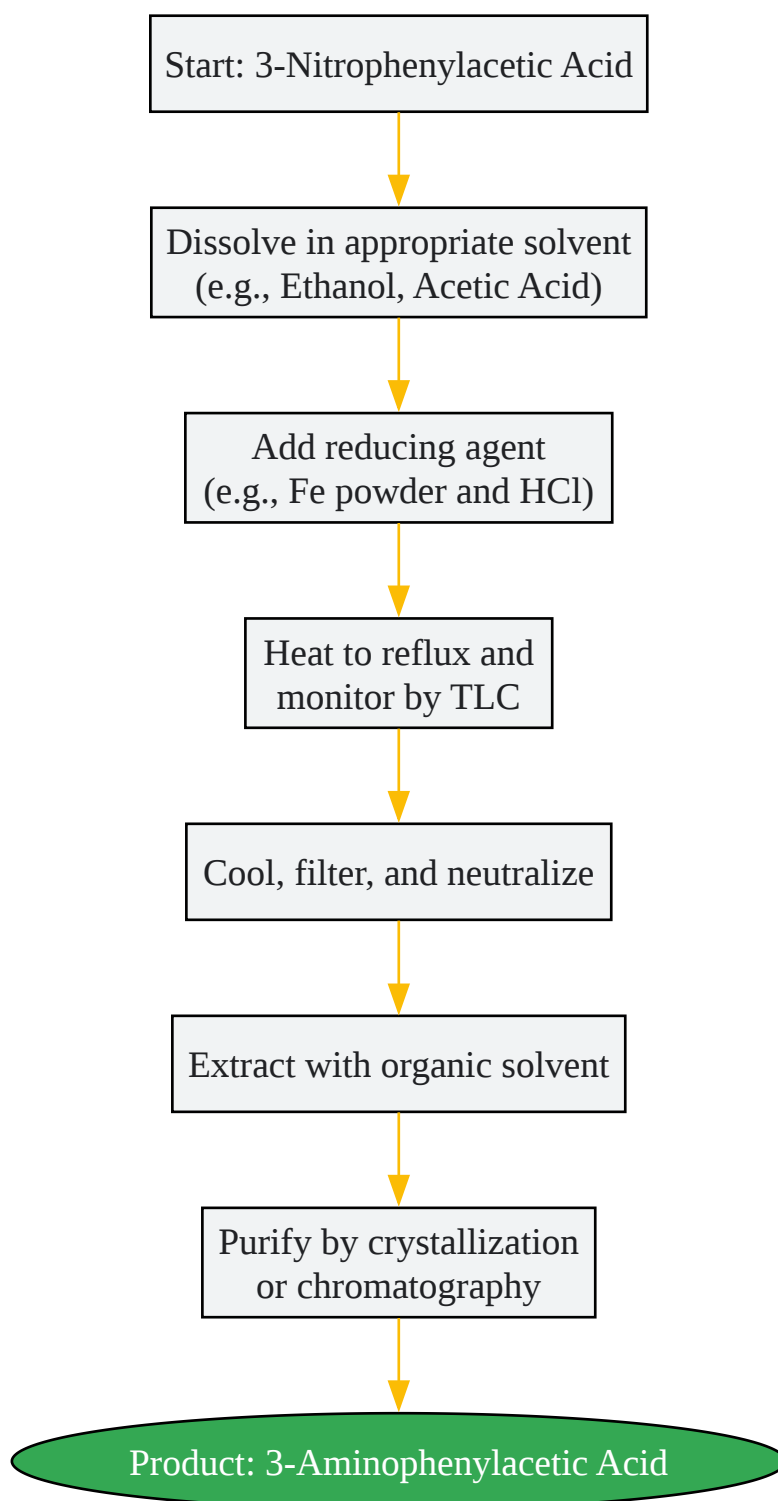 Start: 3-Nitrophenylacetic Acid
Dissolve in appropriate solvent
(e.g., Ethanol, Acetic Acid)
Add reducing agent
(e.g., Fe powder and HCl)
Heat to reflux and
monitor by TLC
Cool, filter, and neutralize
Extract with organic solvent
Purify by crystallization
or chromatography
Product: 3-Aminophenylacetic Acid